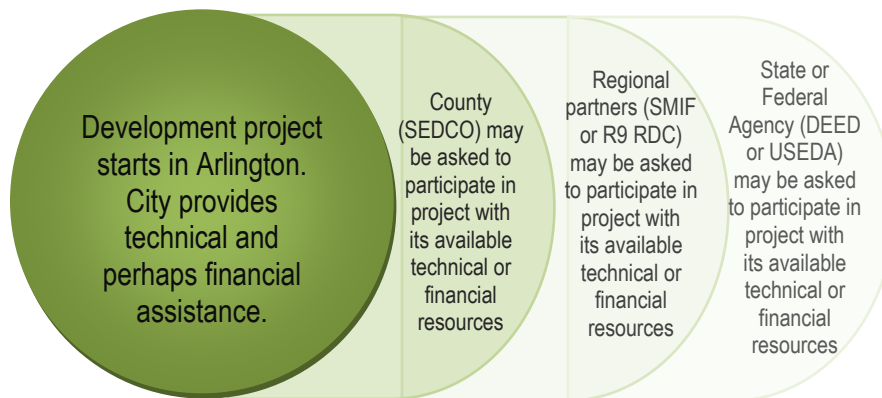 Development project
starts in Arlington.
City provides
technical and
perhaps financial
assistance.
County
(SEDCO) may
be asked to
participate in
project with
its available
technical or
financial
resources
Regional
partners (SMIF
or R9 RDC)
may be asked
to participate in
project with
its available
technical or
financial
resources
State or
Federal
Agency (DEED
or USEDA)
may be asked
to participate in
project with
its available
technical or
financial
resources